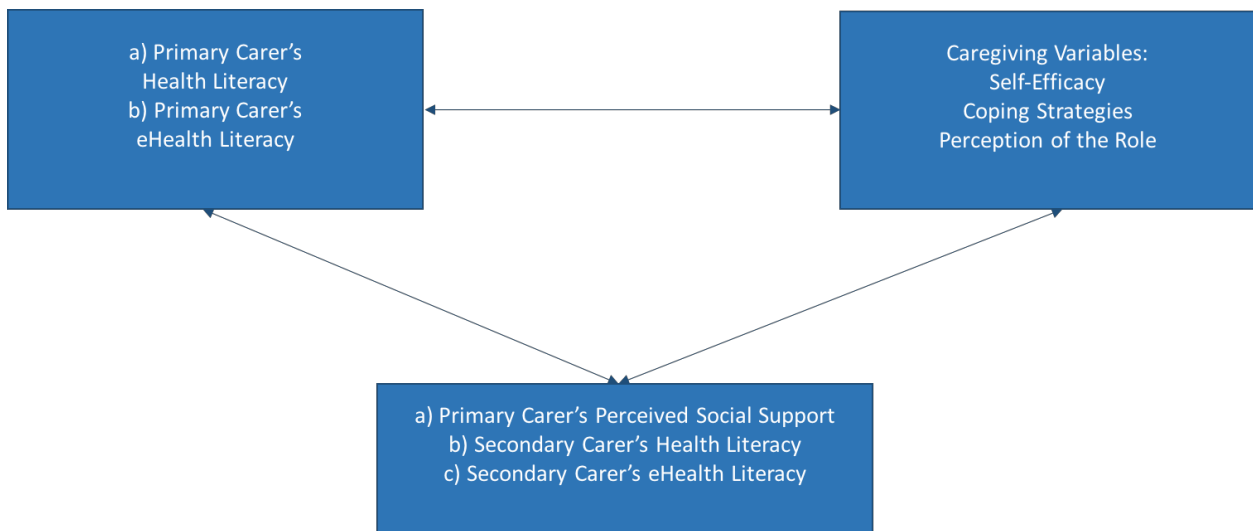 a) Primary Carer’s
Health Literacy
b) Primary Carer’s
eHealth Literacy
Caregiving Variables:
Self-Efficacy
Coping Strategies
Perception of the Role
a) Primary Carer’s Perceived Social Support
b) Secondary Carer’s Health Literacy
c) Secondary Carer’s eHealth Literacy